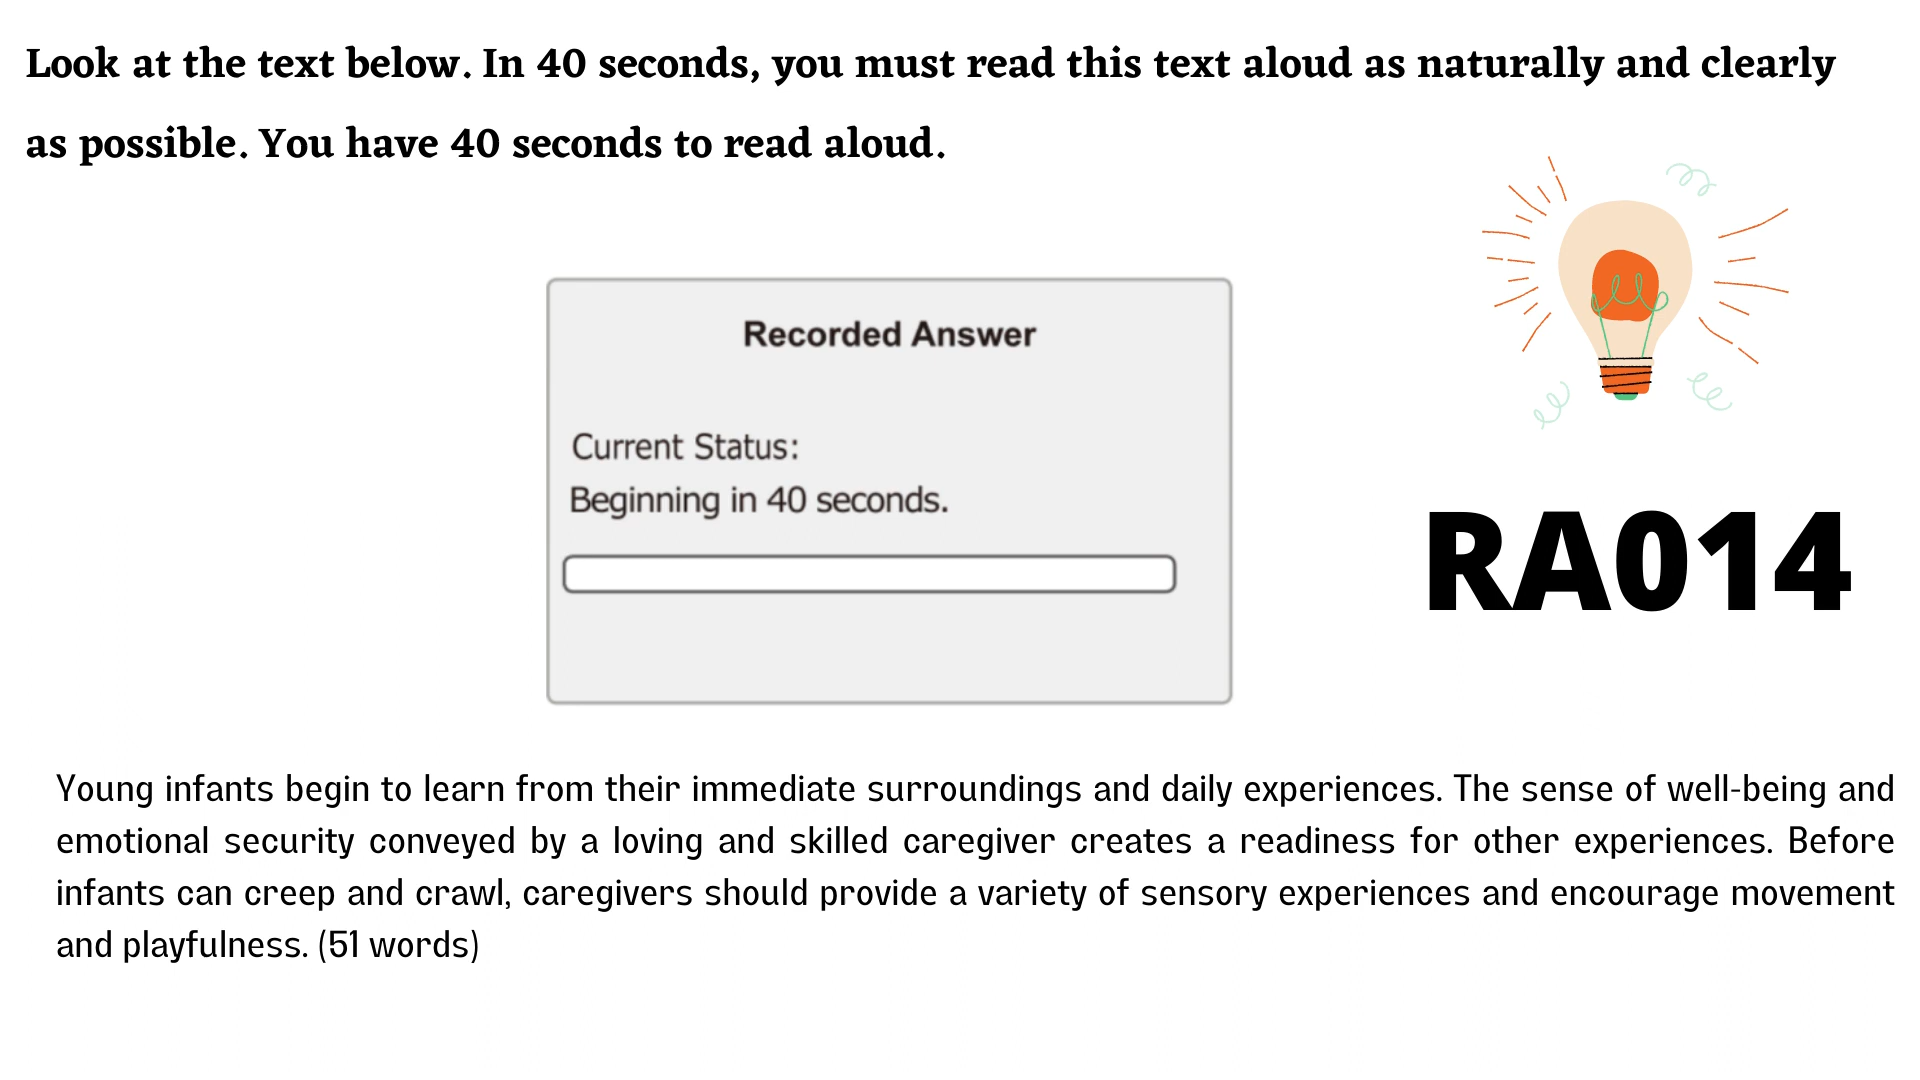 Look at the text below. In 40 seconds, you must read this text aloud as naturally and clearly
as possible. You have 40 seconds to read aloud.
Recorded Answer
Current Status:
Beginning in 40 seconds.
RA014
Young infants begin to learn from their immediate surroundings and daily experiences. The sense of well-being and
emotional security conveyed by a loving and skilled caregiver creates a readiness for other experiences. Before
infants can creep and crawl, caregivers should provide a variety of sensory experiences and encourage movement
and playfulness. (51 words)